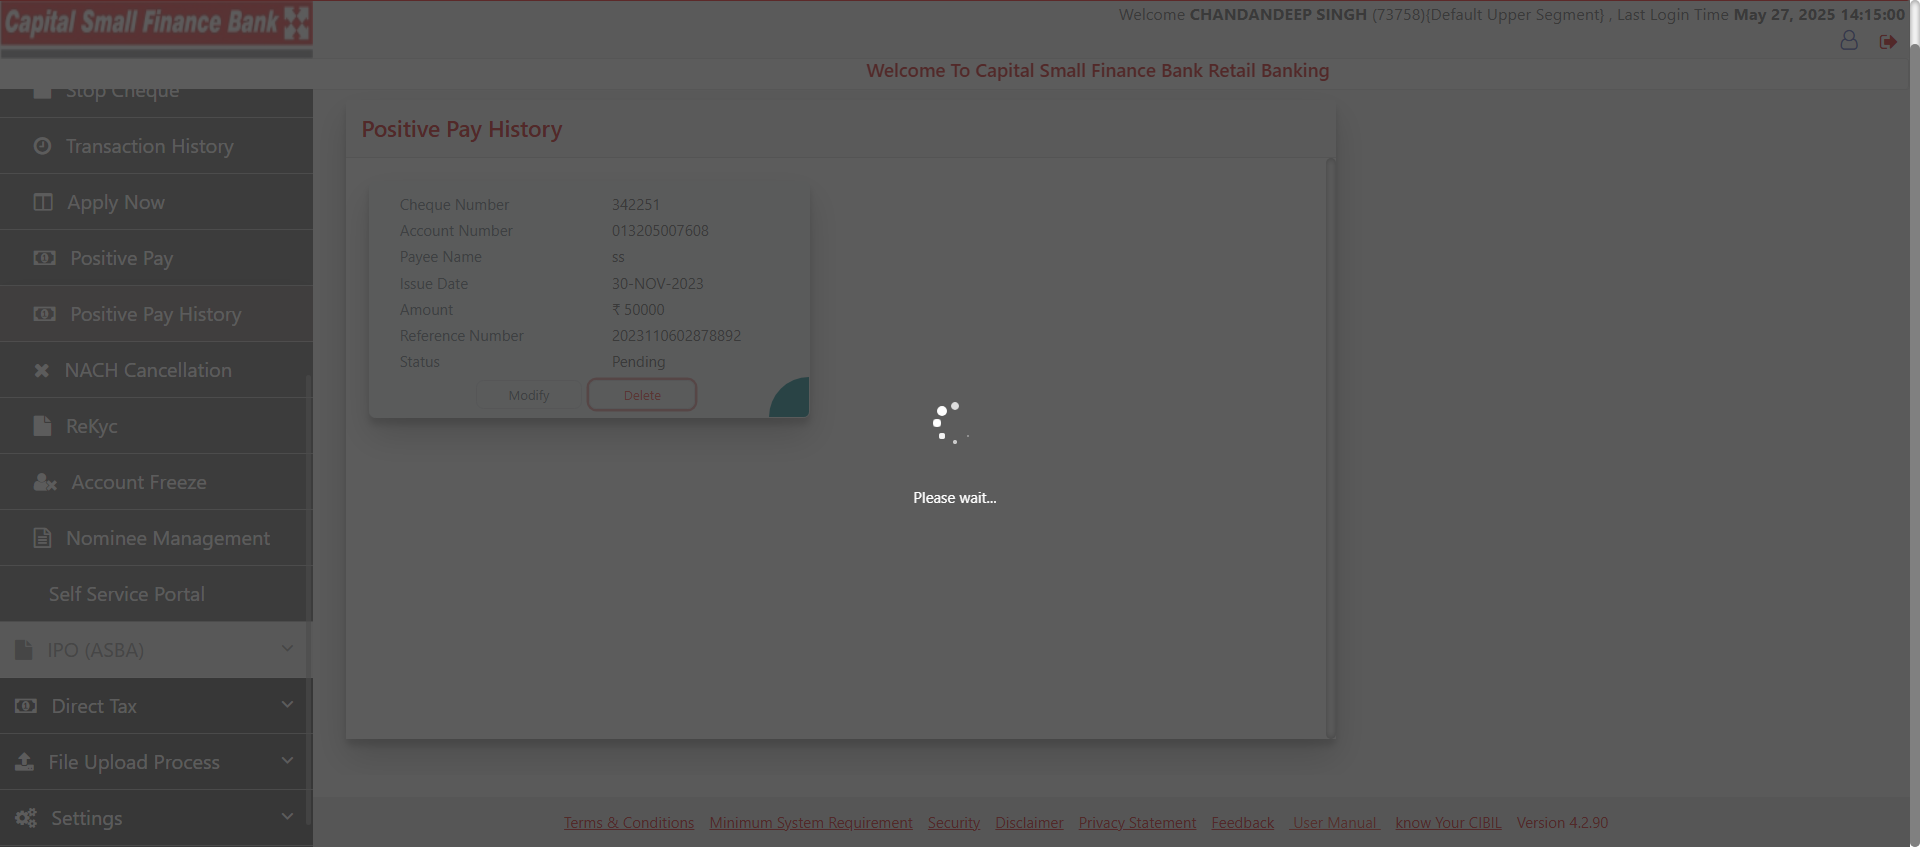 Capital Small Finance Bank
Welcome CHANDANDEEP SINGH (73758){Default Upper Segment} , Last Login Time May 27, 2025 14:15:00
Welcome To Capital Small Finance Bank Retail Banking
Stop Cheque
Transaction History
Apply Now
Positive Pay
Positive Pay History
NACH Cancellation
ReKyc
Account Freeze
Nominee Management
Self Service Portal
IPO (ASBA)
Direct Tax
File Upload Process
Settings
Positive Pay History
Cheque Number 342251
Account Number 013205007608
Payee Name ss
Issue Date 30-NOV-2023
Amount ₹ 50000
Reference Number 2023110602878892
Status Pending
Modify Delete
Please wait...
Terms & Conditions Minimum System Requirement Security Disclaimer Privacy Statement Feedback User Manual know Your CIBIL Version 4.2.90